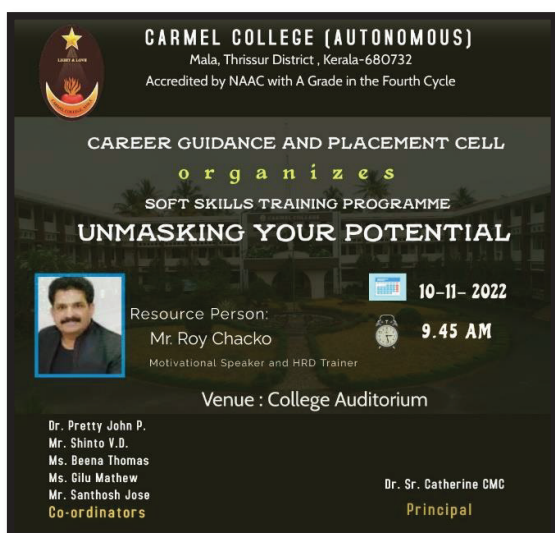 CARMEL COLLEGE (AUTONOMOUS)
Mala, Thrissur District , Kerala-680732
Accredited by NAAC with A Grade in the Fourth Cycle
LIGHT & LOVE
CAREER GUIDANCE AND PLACEMENT CELL
organizes
SOFT SKILLS TRAINING PROGRAMME
UNMASKING YOUR POTENTIAL
10-11- 2022
9.45 AM
Resource Person:
Mr. Roy Chacko
Motivational Speaker and HRD Trainer
Venue : College Auditorium
Dr. Pretty John P.
Mr. Shinto V.D.
Ms. Beena Thomas
Ms. Gilu Mathew
Mr. Santhosh Jose
Co-ordinators
Dr. Sr. Catherine CMC
Principal